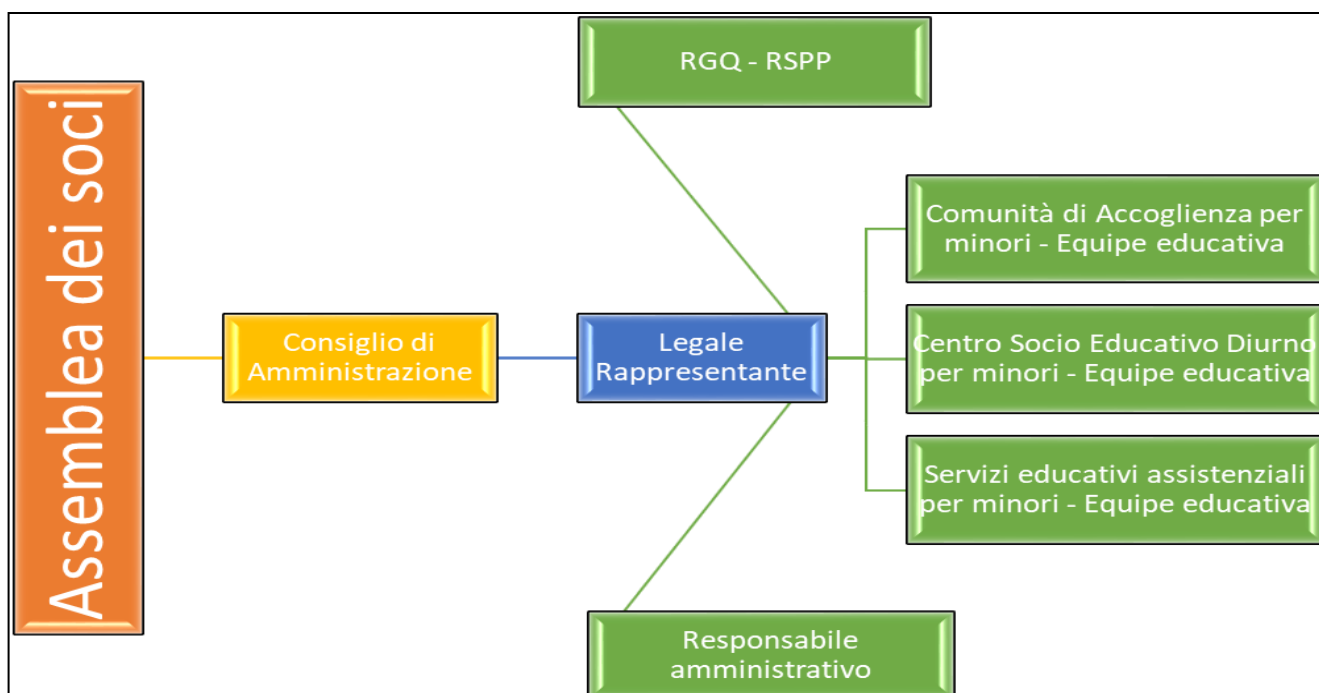 Assemblea dei soci
Consiglio di
Amministrazione
Legale
Rappresentante
RGQ - RSPP
Comunità di Accoglienza per
minori - Equipe educativa
Centro Socio Educativo Diurno
per minori - Equipe educativa
Servizi educativi assistenziali
per minori - Equipe educativa
Responsabile
amministrativo